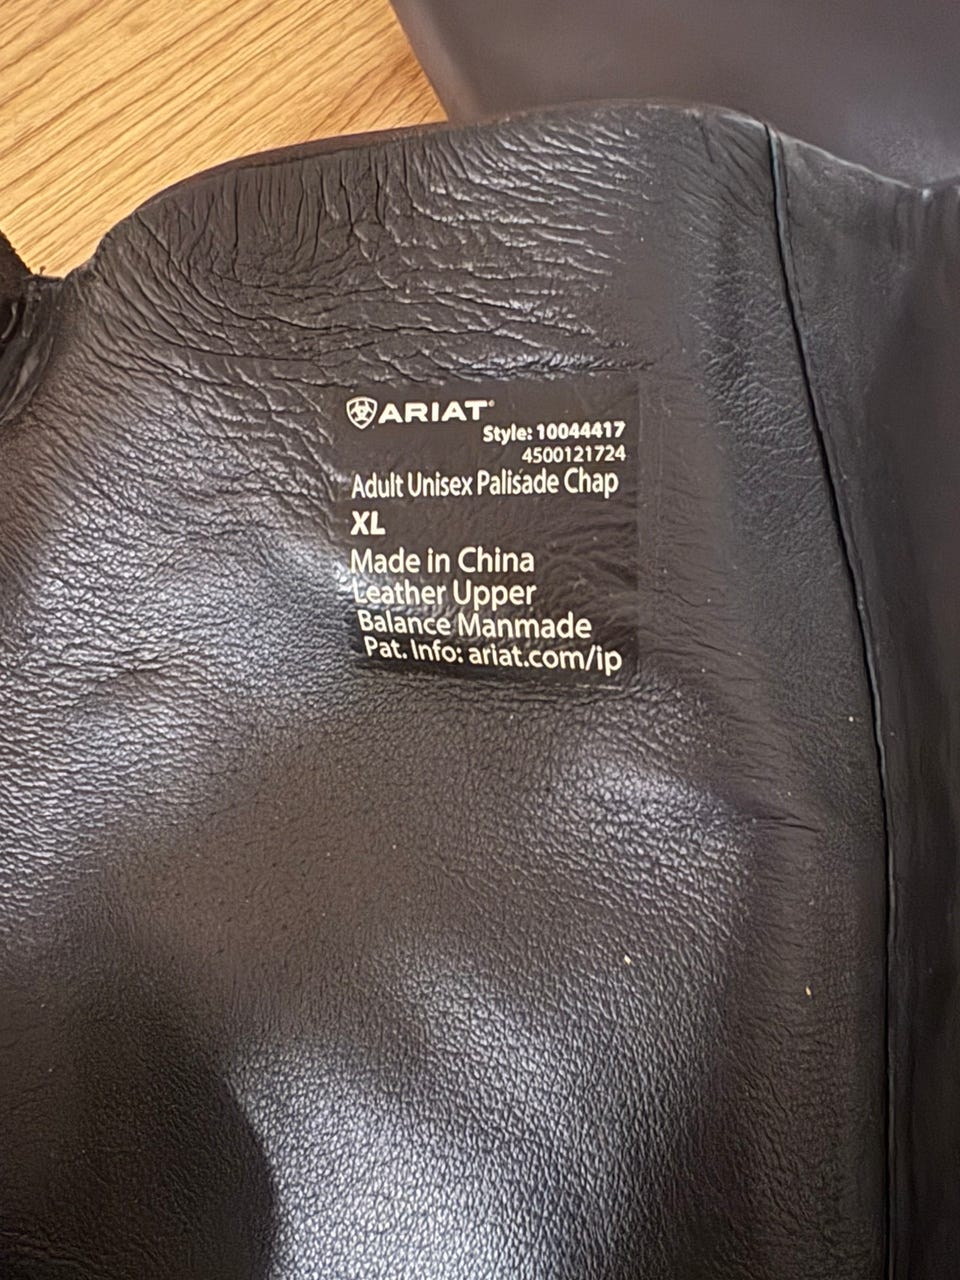 ARIAT®
Style: 10044417
4500121724
Adult Unisex Palisade Chap
XL
Made in China
Leather Upper
Balance Manmade
Pat. Info: ariat.com/ip